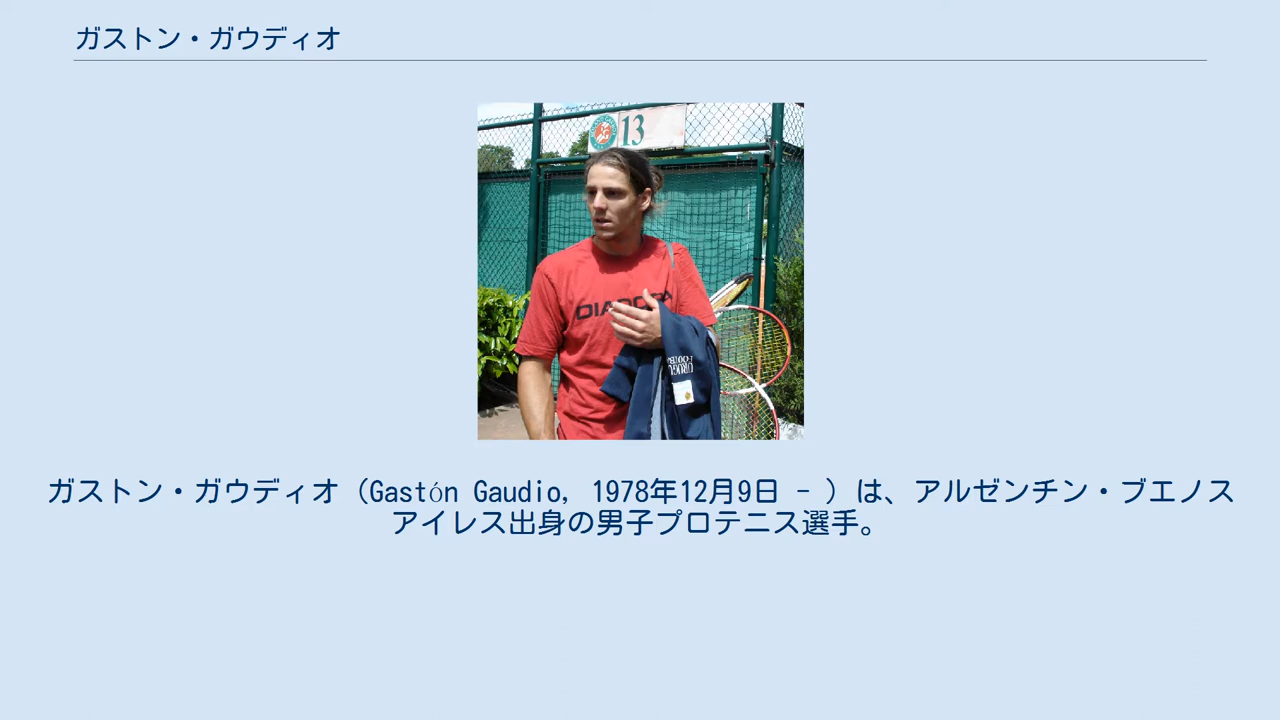 ガストン・ガウディオ
13
DIADORA
URUGU
FOOTBA
ガストン・ガウディオ（Gastón Gaudio, 1978年12月9日 - ）は、アルゼンチン・ブエノス
アイレス出身の男子プロテニス選手。